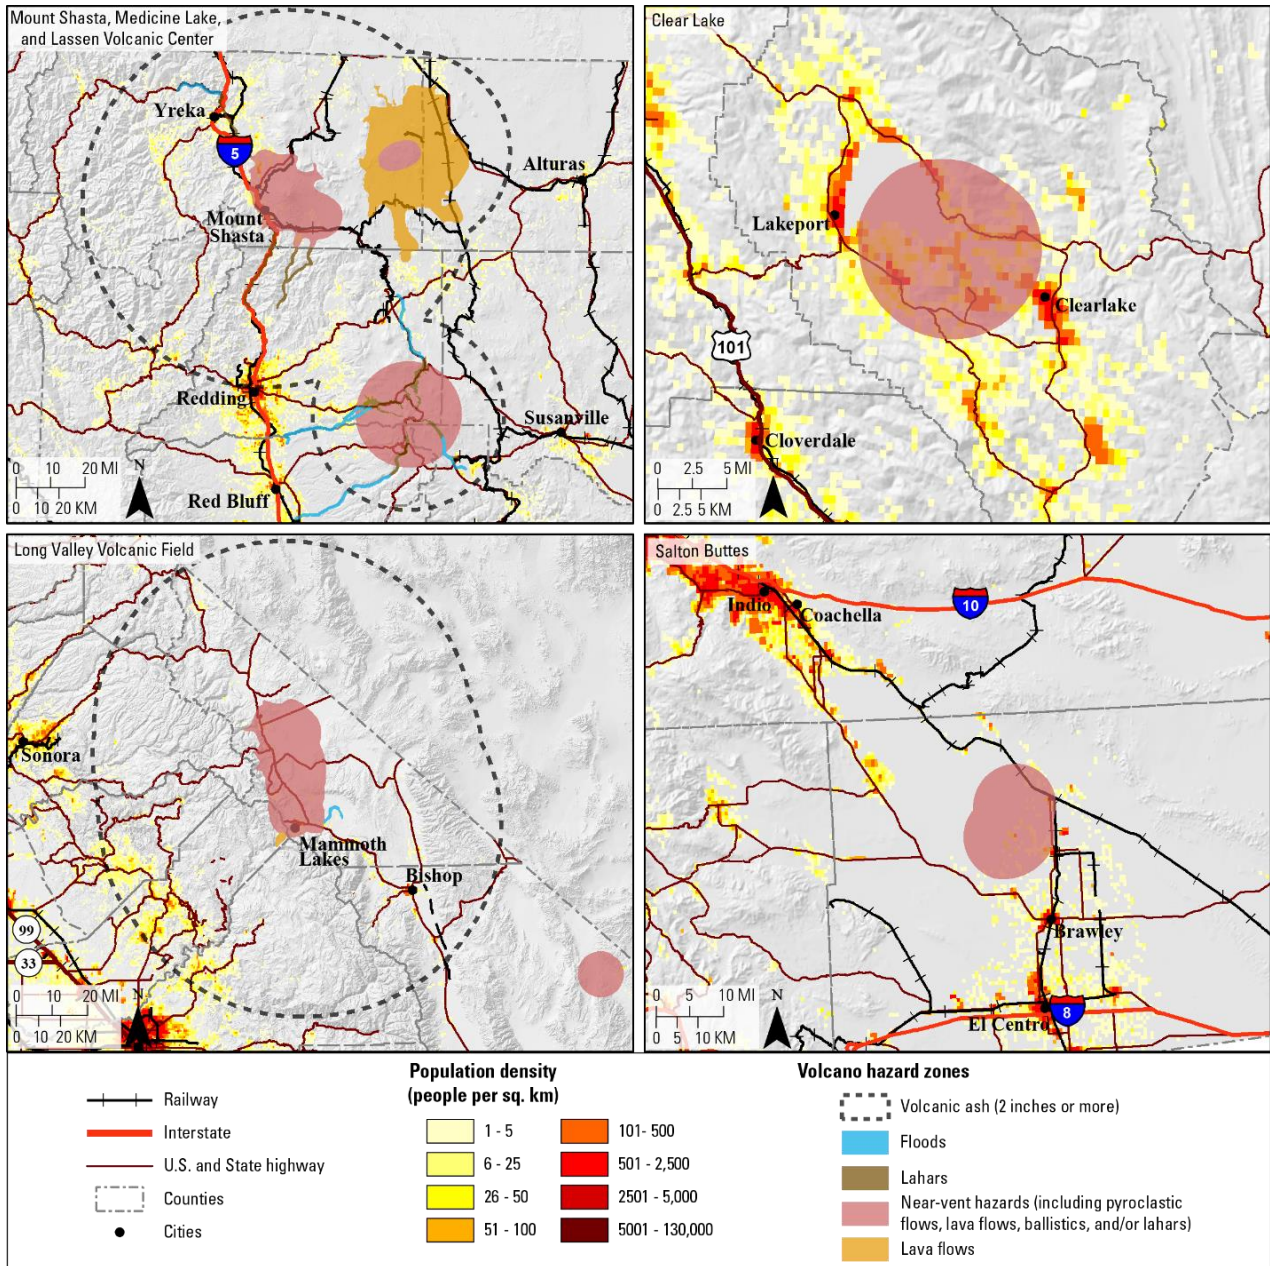 Mount Shasta, Medicine Lake,
and Lassen Volcanic Center
Yreka
5
Alturas
Mount
Shasta
Redding
Susanville
Red Bluff
0 10 20 MI
0 10 20 KM
N
Clear Lake
Lakeport
Clearlake
101
Cloverdale
0 2.5 5 MI
0 2.5 5 KM
N
Long Valley Volcanic Field
Sonora
Mammoth
Lakes
Bishop
99
33
0 10 20 MI
0 10 20 KM
N
Salton Buttes
Indio
Coachella
10
Brawley
El Centro
8
0 5 10 MI
0 5 10 KM
N
Railway
Interstate
U.S. and State highway
Counties
Cities
Population density
(people per sq. km)
1 - 5
6 - 25
26 - 50
51 - 100
101- 500
501 - 2,500
2501 - 5,000
5001 - 130,000
Volcano hazard zones
Volcanic ash (2 inches or more)
Floods
Lahars
Near-vent hazards (including pyroclastic
flows, lava flows, ballistics, and/or lahars)
Lava flows